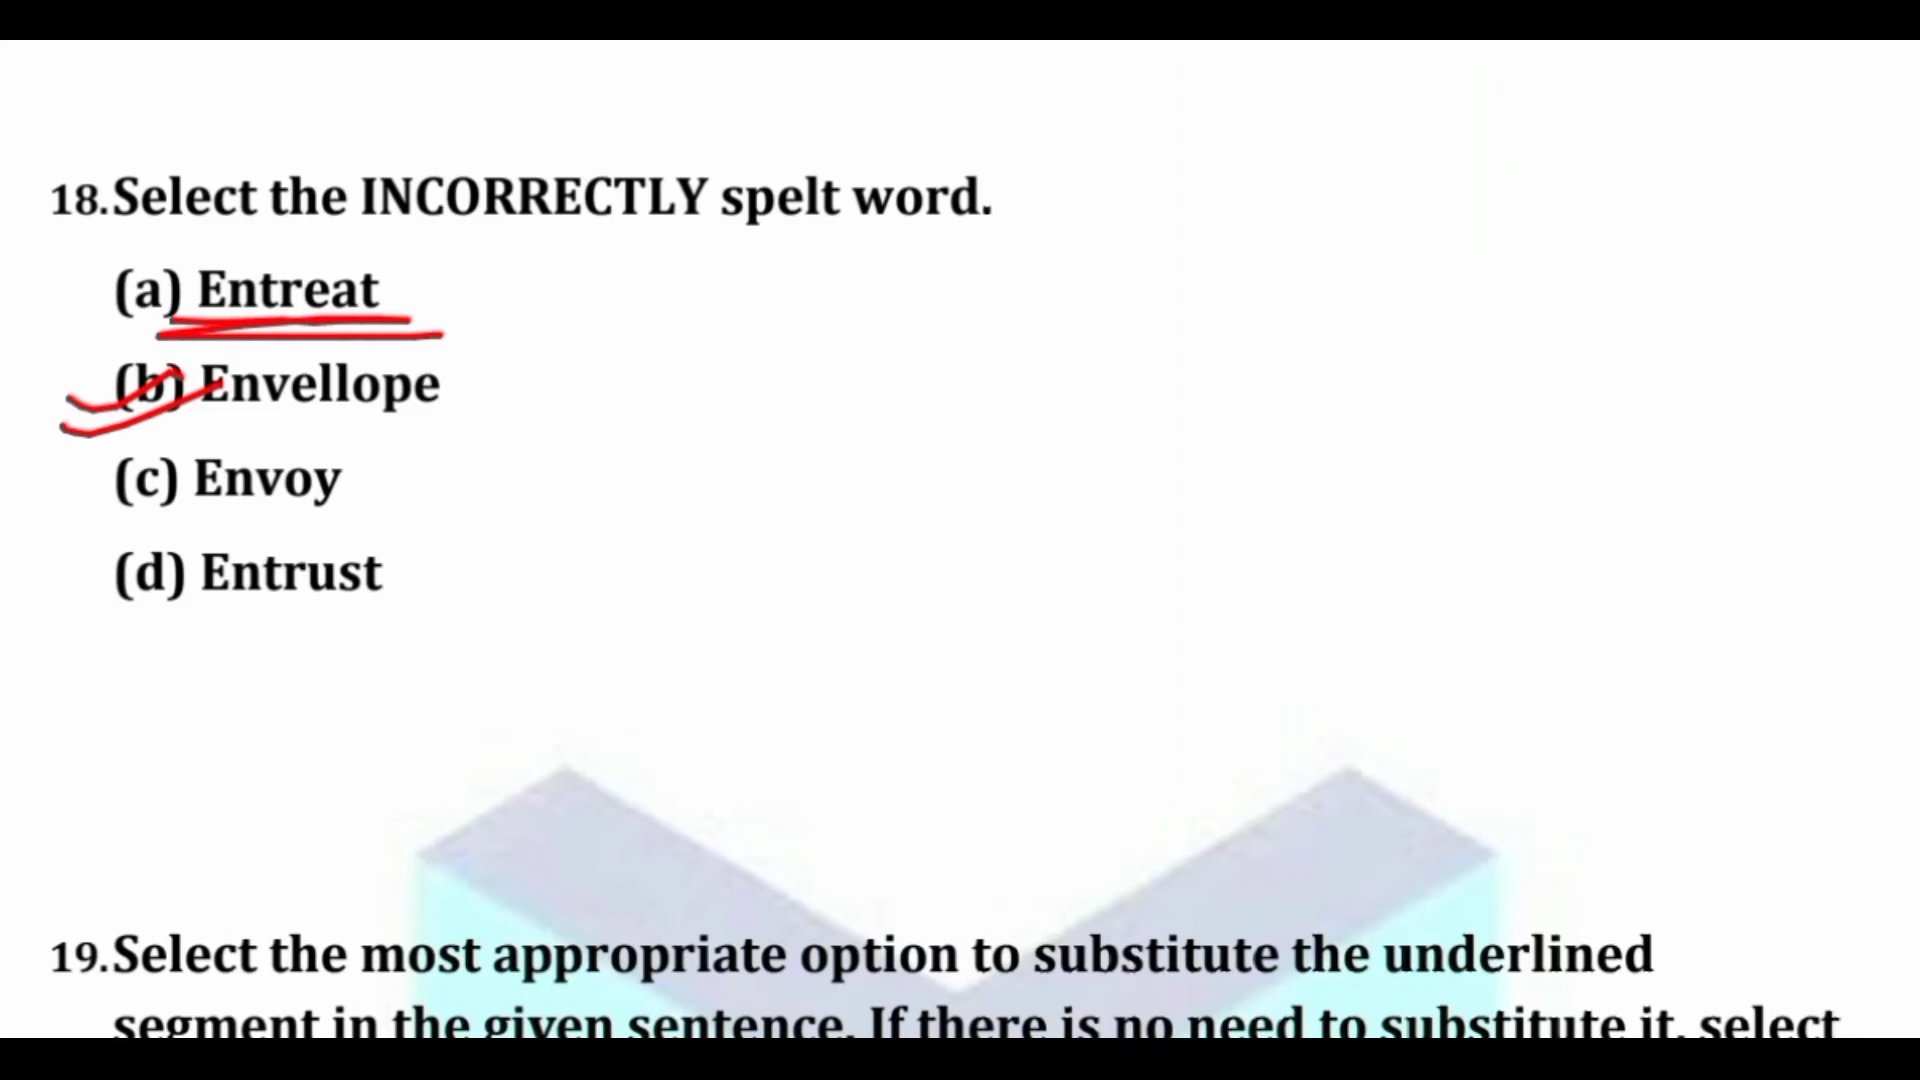 18.Select the INCORRECTLY spelt word.
(a) Entreat
(b) Envellope
(c) Envoy
(d) Entrust
19.Select the most appropriate option to substitute the underlined
segment in the given sentence. If there is no need to substitute it, select